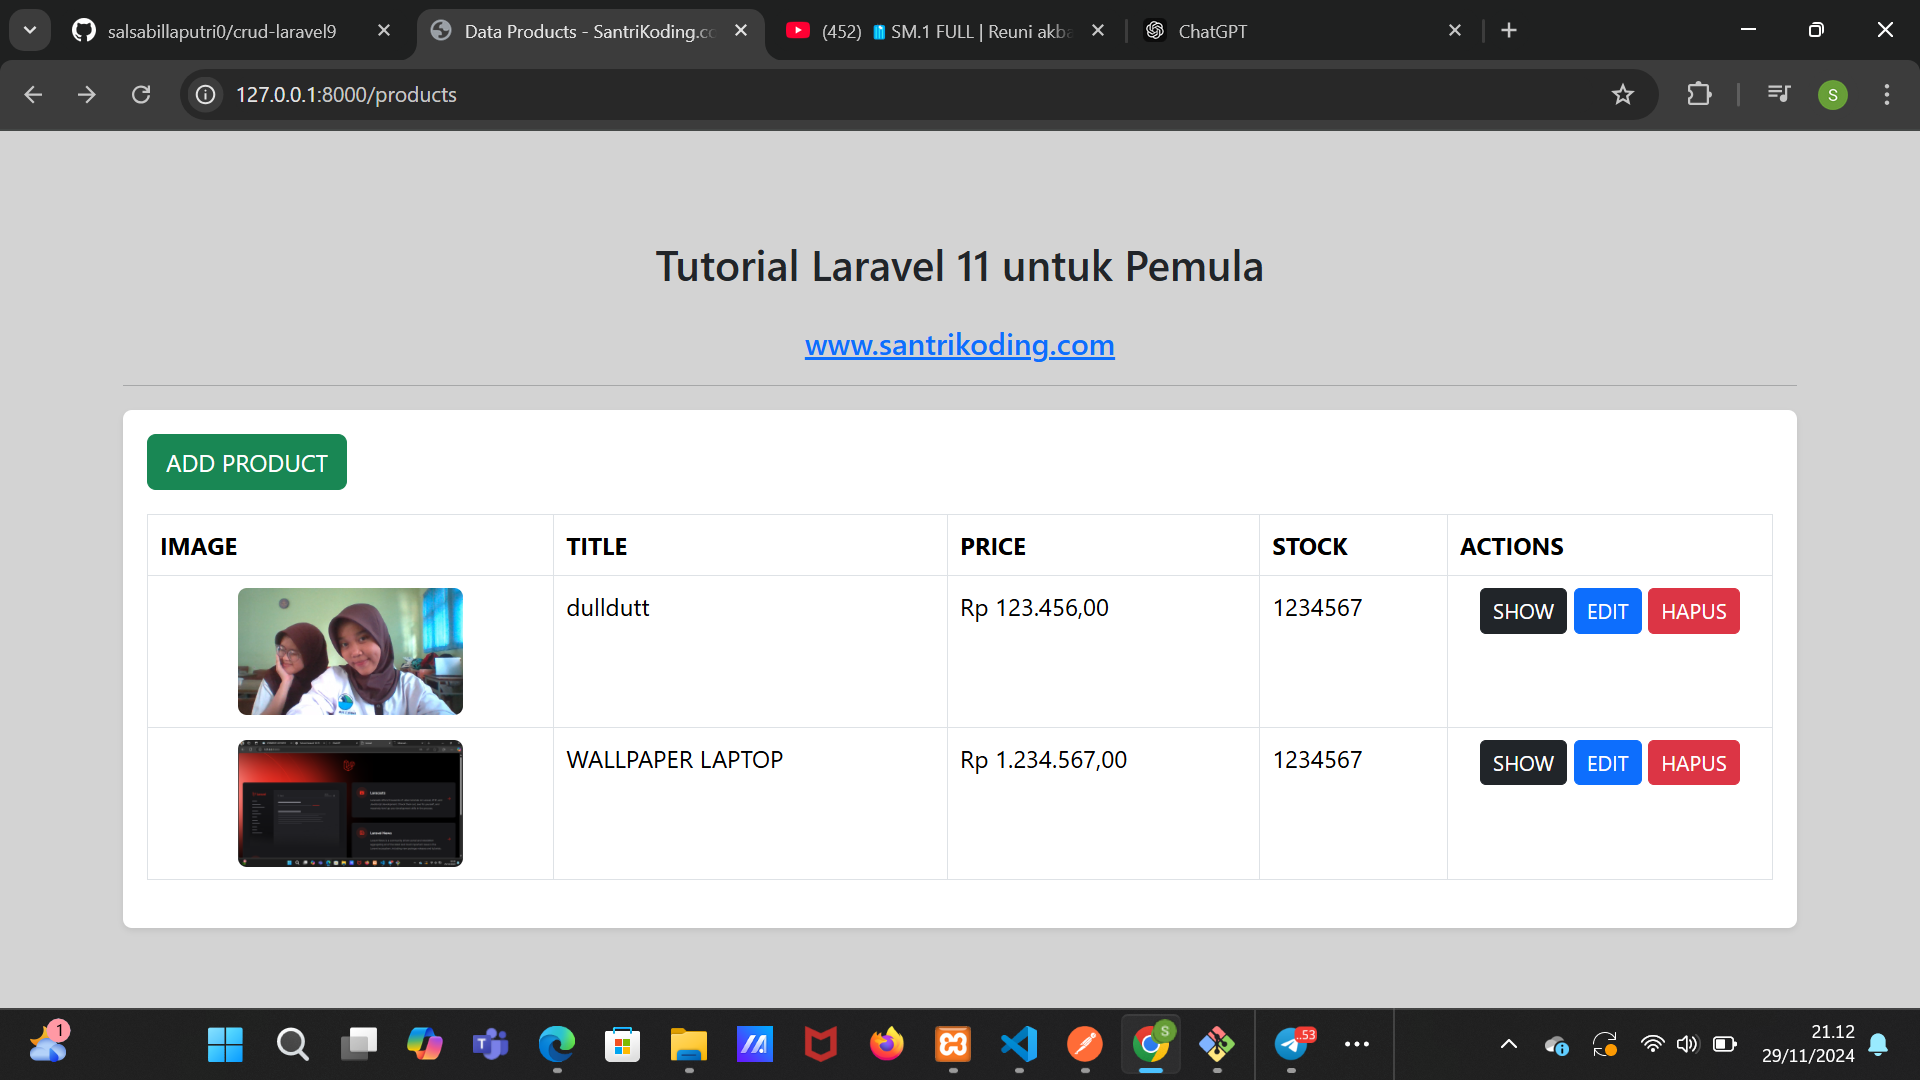 salsabillaputri0/crud-laravel9
Data Products - SantriKoding.co
(452) SM.1 FULL | Reuni akba
ChatGPT
127.0.0.1:8000/products
S
Tutorial Laravel 11 untuk Pemula
www.santrikoding.com
ADD PRODUCT
IMAGE TITLE PRICE STOCK ACTIONS
dulldutt Rp 123.456,00 1234567 SHOW EDIT HAPUS
WALLPAPER LAPTOP Rp 1.234.567,00 1234567 SHOW EDIT HAPUS
1
S
53
21.12
29/11/2024